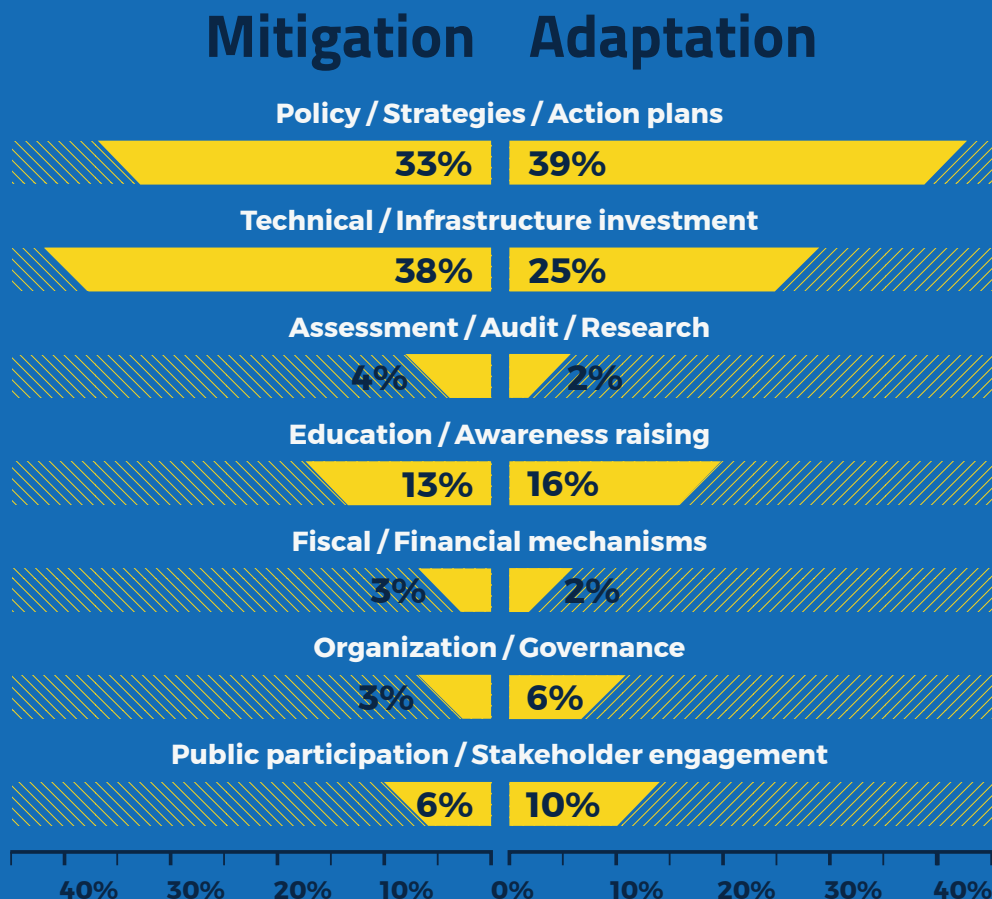 Mitigation Adaptation
Policy / Strategies / Action plans
33% 39%
Technical / Infrastructure investment
38% 25%
Assessment / Audit / Research
4% 2%
Education / Awareness raising
13% 16%
Fiscal / Financial mechanisms
3% 2%
Organization / Governance
3% 6%
Public participation / Stakeholder engagement
6% 10%
40% 30% 20% 10% 0% 10% 20% 30% 40%